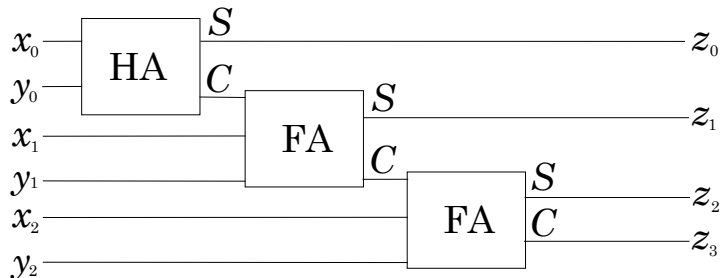 x₀ HA S z₀
y₀ C
x₁ FA S z₁
y₁ C
x₂ FA S z₂
y₂ C z₃